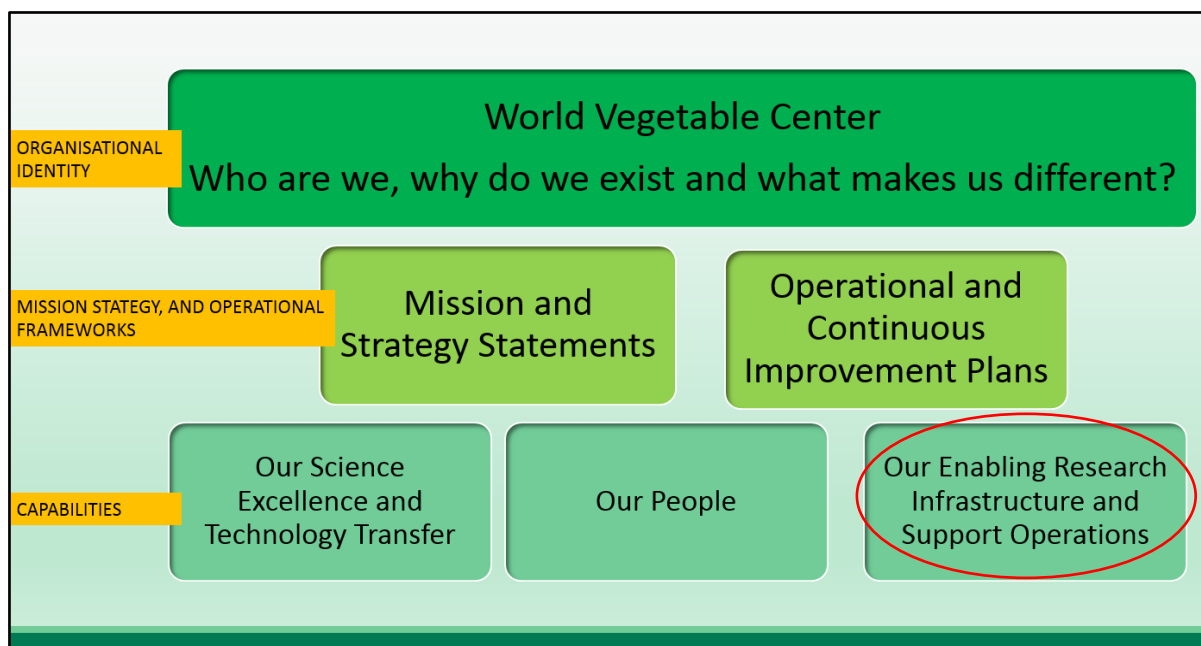 World Vegetable Center
ORGANISATIONAL
IDENTITY
Who are we, why do we exist and what makes us different?
MISSION STATEGY, AND OPERATIONAL
FRAMEWORKS
Mission and
Strategy Statements
Operational and
Continuous
Improvement Plans
CAPABILITIES
Our Science
Excellence and
Technology Transfer
Our People
Our Enabling Research
Infrastructure and
Support Operations